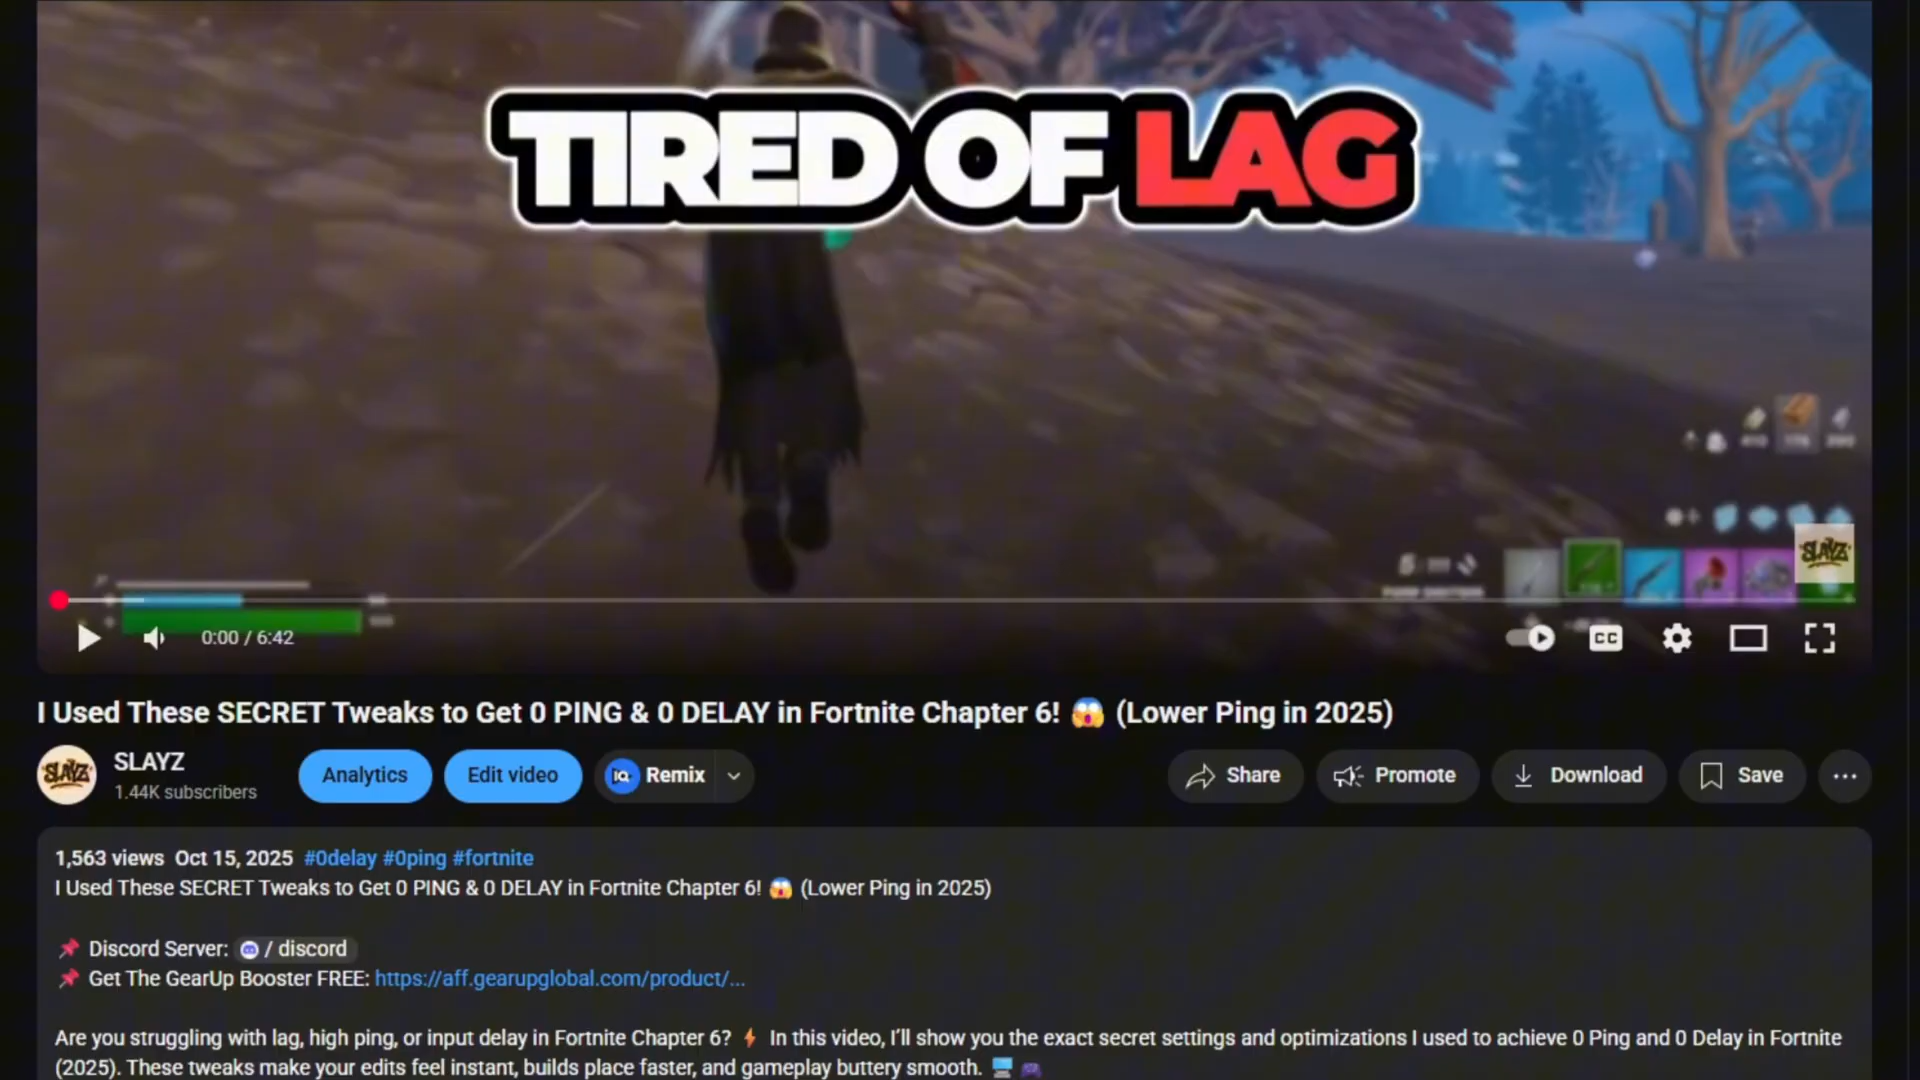 TIRED OF LAG
SLAYZ
0:00 / 6:42
CC
I Used These SECRET Tweaks to Get 0 PING & 0 DELAY in Fortnite Chapter 6! 😱 (Lower Ping in 2025)
SLAYZ
SLAYZ
1.44K subscribers
Analytics
Edit video
Remix
Share
Promote
Download
Save
1,563 views Oct 15, 2025 #0delay #0ping #fortnite
I Used These SECRET Tweaks to Get 0 PING & 0 DELAY in Fortnite Chapter 6! 😱 (Lower Ping in 2025)
📌 Discord Server: / discord
📌 Get The GearUp Booster FREE: https://aff.gearupglobal.com/product/...
Are you struggling with lag, high ping, or input delay in Fortnite Chapter 6? ⚡ In this video, I'll show you the exact secret settings and optimizations I used to achieve 0 Ping and 0 Delay in Fortnite
(2025). These tweaks make your edits feel instant, builds place faster, and gameplay buttery smooth. 🖥️ 🎮